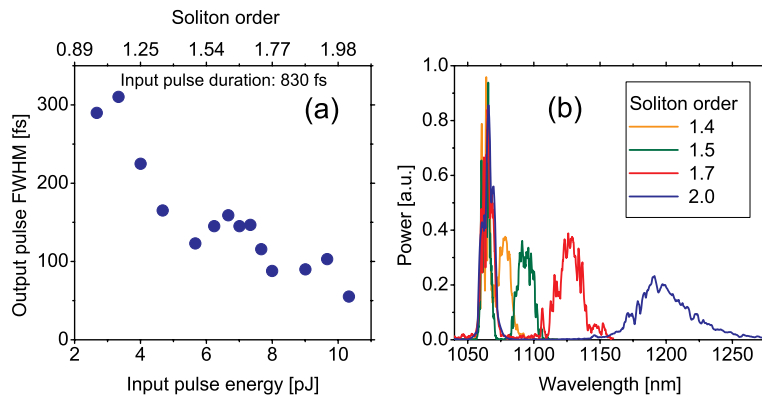 Soliton order
0.89 1.25 1.54 1.77 1.98
Input pulse duration: 830 fs
(a)
Output pulse FWHM [fs]
300
200
100
0
2 4 6 8 10
Input pulse energy [pJ]
(b)
Power [a.u.]
1.0
0.8
0.6
0.4
0.2
0.0
1050 1100 1150 1200 1250
Wavelength [nm]
Soliton order
1.4
1.5
1.7
2.0